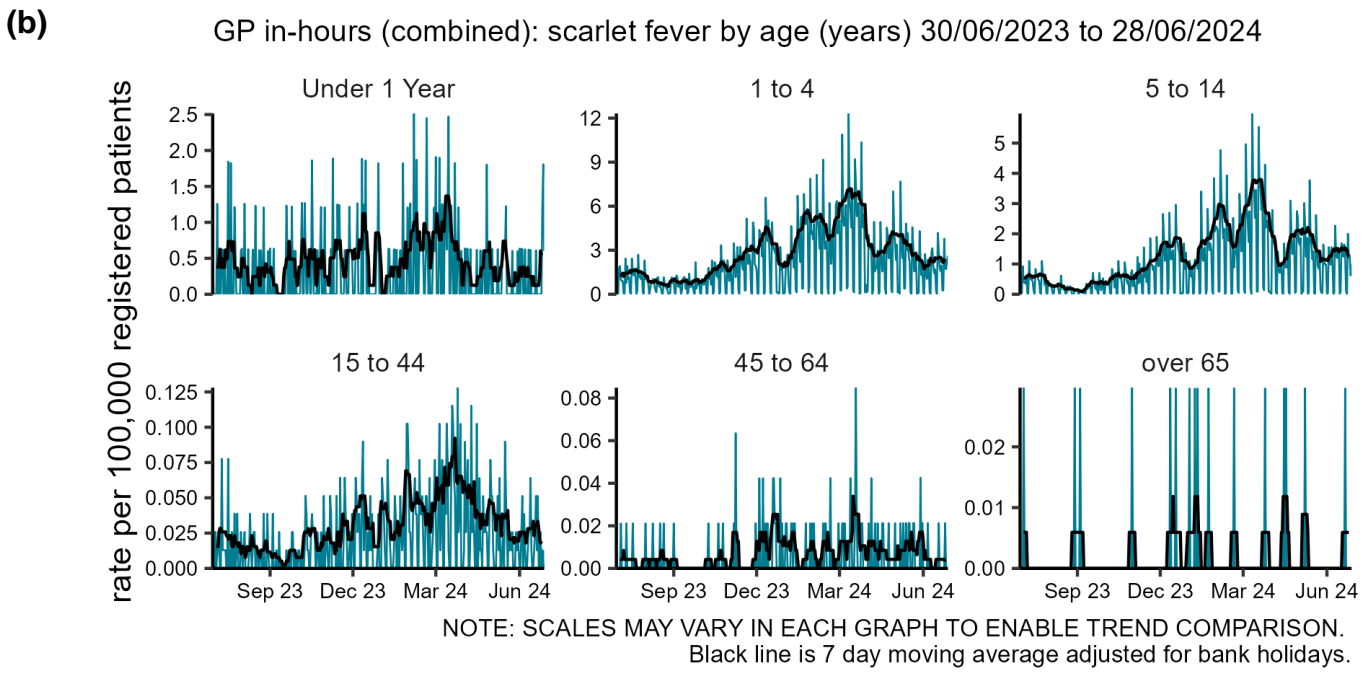 (b)
GP in-hours (combined): scarlet fever by age (years) 30/06/2023 to 28/06/2024
rate per 100,000 registered patients
Under 1 Year
2.5
2.0
1.5
1.0
0.5
0.0
1 to 4
12
9
6
3
0
5 to 14
5
4
3
2
1
0
15 to 44
0.125
0.100
0.075
0.050
0.025
0.000
Sep 23 Dec 23 Mar 24 Jun 24
45 to 64
0.08
0.06
0.04
0.02
0.00
Sep 23 Dec 23 Mar 24 Jun 24
over 65
0.02
0.01
0.00
Sep 23 Dec 23 Mar 24 Jun 24
NOTE: SCALES MAY VARY IN EACH GRAPH TO ENABLE TREND COMPARISON.
Black line is 7 day moving average adjusted for bank holidays.